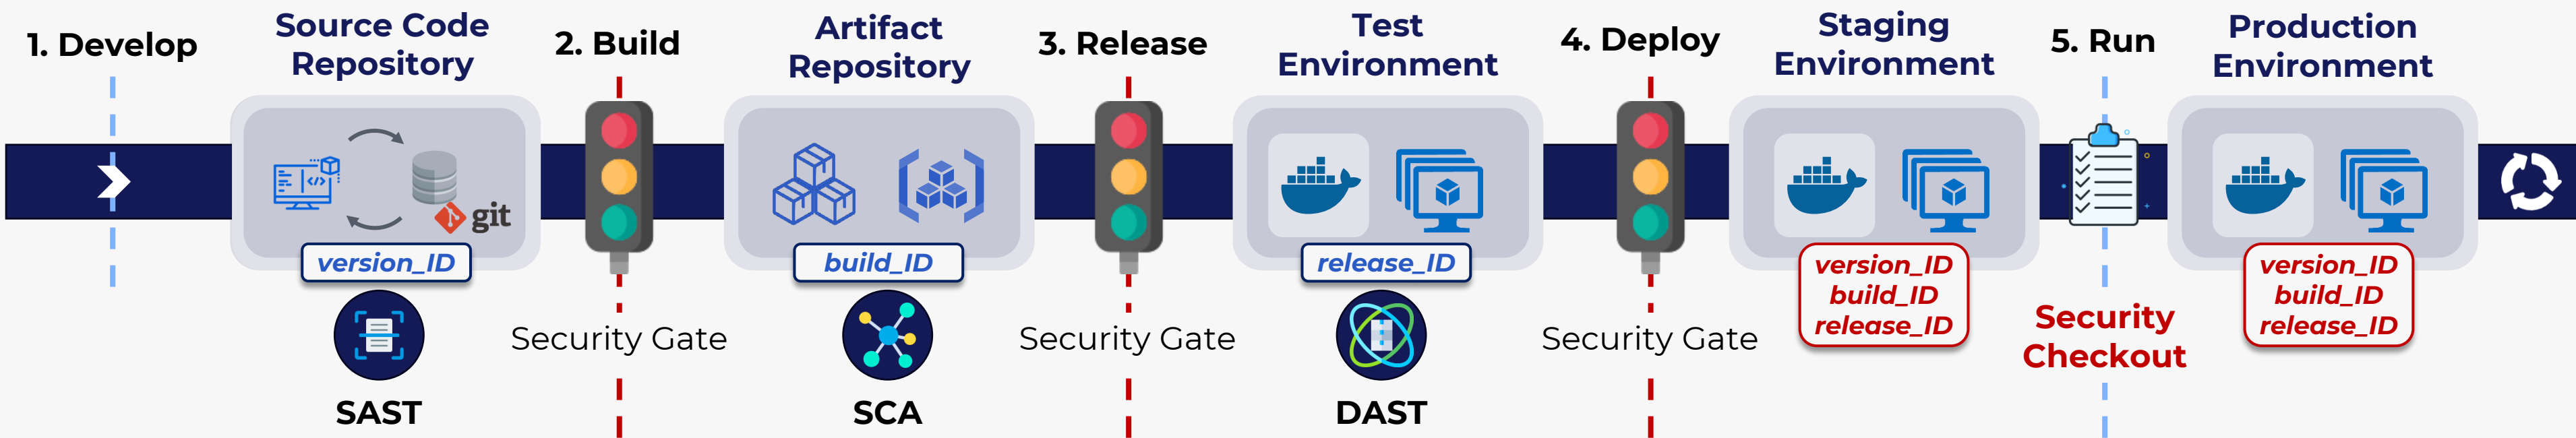 1. Develop
Source Code
Repository
git
version_ID
SAST
2. Build
Security Gate
Artifact
Repository
build_ID
SCA
3. Release
Security Gate
Test
Environment
release_ID
DAST
4. Deploy
Security Gate
Staging
Environment
version_ID
build_ID
release_ID
5. Run
Security
Checkout
Production
Environment
version_ID
build_ID
release_ID